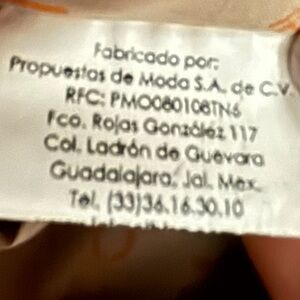 Fabricado por:
Propuestas de Moda S.A. de C.V.
RFC: PMO080108TN6
Fco. Rojas González 117
Col. Ladrón de Guevara
Guadalajara, Jal. Mex.
Tel. (33)36.16.30.10